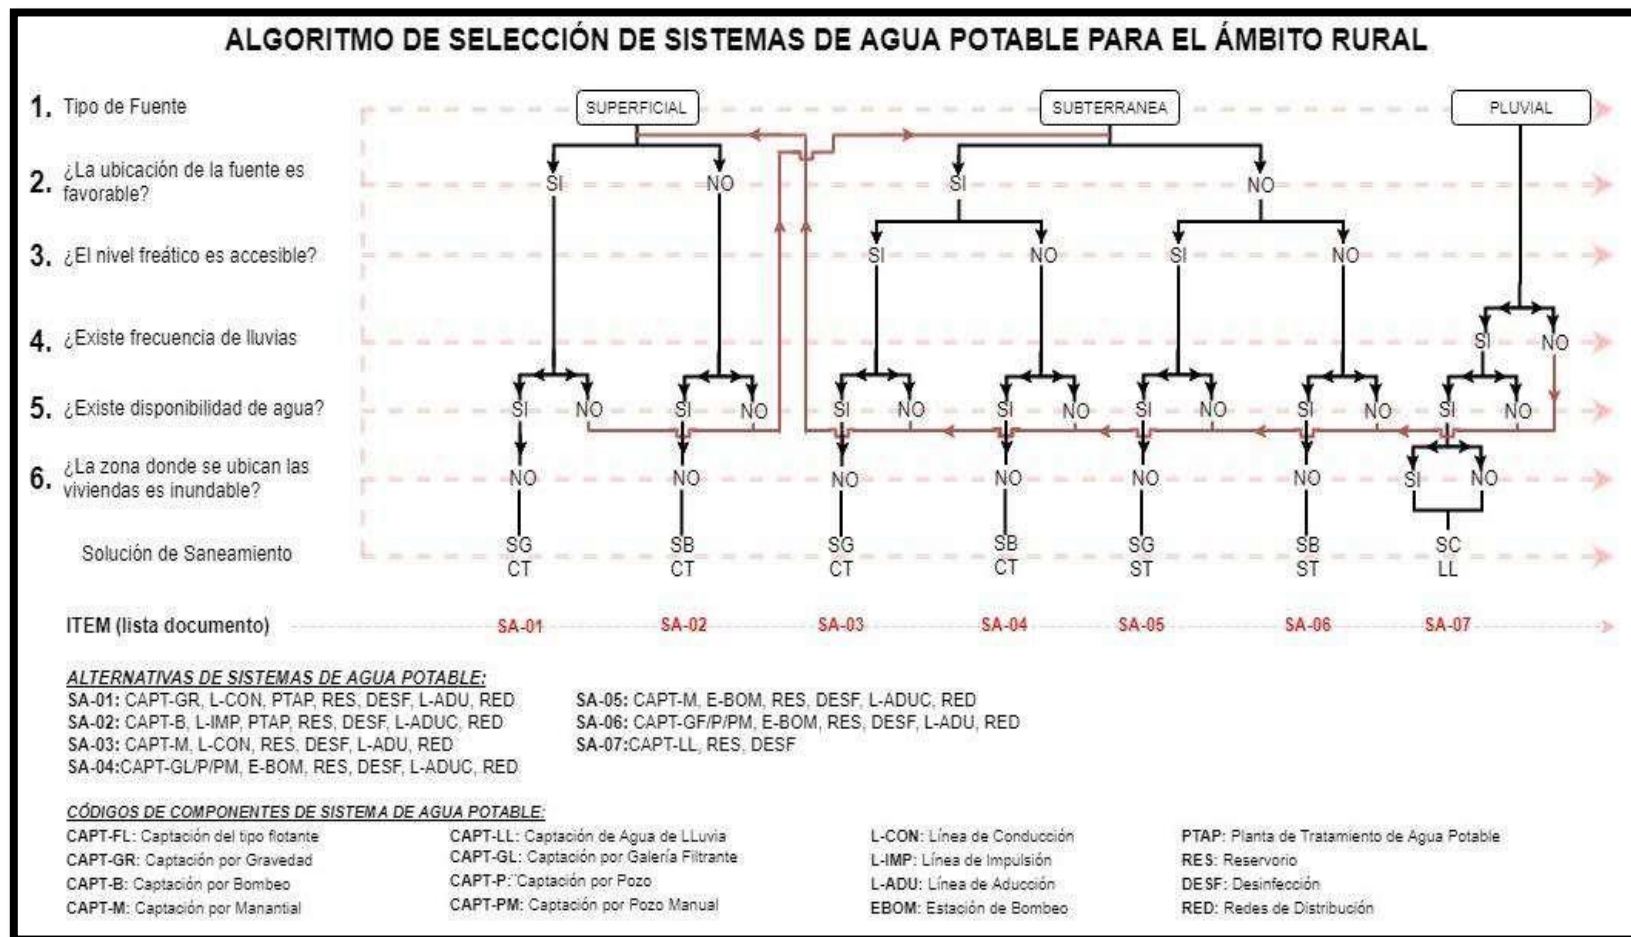 ALGORITMO DE SELECCIÓN DE SISTEMAS DE AGUA POTABLE PARA EL ÁMBITO RURAL
1. Tipo de Fuente SUPERFICIAL SUBTERRANEA PLUVIAL
2. ¿La ubicación de la fuente es
favorable?
SI NO SI NO
3. ¿El nivel freático es accesible? SI NO SI NO
4. ¿Existe frecuencia de lluvias SI NO
5. ¿Existe disponibilidad de agua? SI NO SI NO SI NO SI NO SI NO SI NO SI NO
6. ¿La zona donde se ubican las
viviendas es inundable?
NO NO NO NO NO NO SI NO
Solución de Saneamiento
SG SB SG SB SG SB SC
CT CT CT CT ST ST LL
ITEM (lista documento) SA-01 SA-02 SA-03 SA-04 SA-05 SA-06 SA-07
ALTERNATIVAS DE SISTEMAS DE AGUA POTABLE:
SA-01: CAPT-GR, L-CON, PTAP, RES, DESF, L-ADU, RED
SA-02: CAPT-B, L-IMP, PTAP, RES, DESF, L-ADUC, RED
SA-03: CAPT-M, L-CON, RES, DESF, L-ADU, RED
SA-04:CAPT-GL/P/PM, E-BOM, RES, DESF, L-ADUC, RED
SA-05: CAPT-M, E-BOM, RES, DESF, L-ADUC, RED
SA-06: CAPT-GF/P/PM, E-BOM, RES, DESF, L-ADU, RED
SA-07:CAPT-LL, RES, DESF
CÓDIGOS DE COMPONENTES DE SISTEMA DE AGUA POTABLE:
CAPT-FL: Captación del tipo flotante
CAPT-GR: Captación por Gravedad
CAPT-B: Captación por Bombeo
CAPT-M: Captación por Manantial
CAPT-LL: Captación de Agua de LLuvia
CAPT-GL: Captación por Galería Filtrante
CAPT-P: Captación por Pozo
CAPT-PM: Captación por Pozo Manual
L-CON: Línea de Conducción
L-IMP: Línea de Impulsión
L-ADU: Línea de Aducción
EBOM: Estación de Bombeo
PTAP: Planta de Tratamiento de Agua Potable
RES: Reservorio
DESF: Desinfección
RED: Redes de Distribución